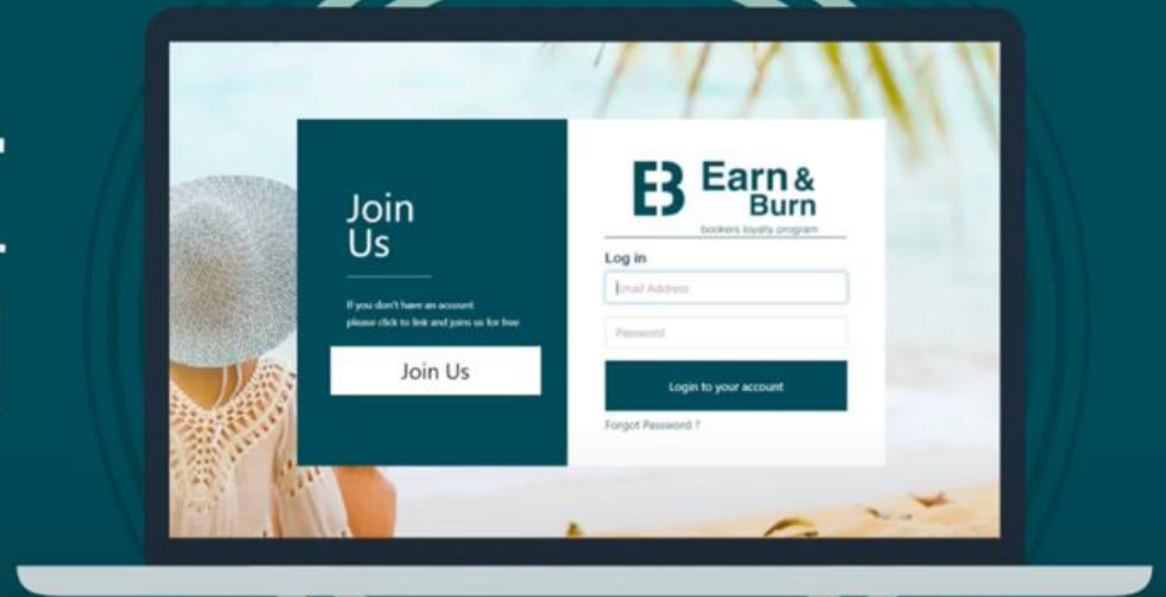 Join
Us
If you don't have an account
please click to link and joins us for free
Join Us
EB Earn &
Burn
bookers loyalty program
Log in
Email Address
Password
Login to your account
Forgot Password ?